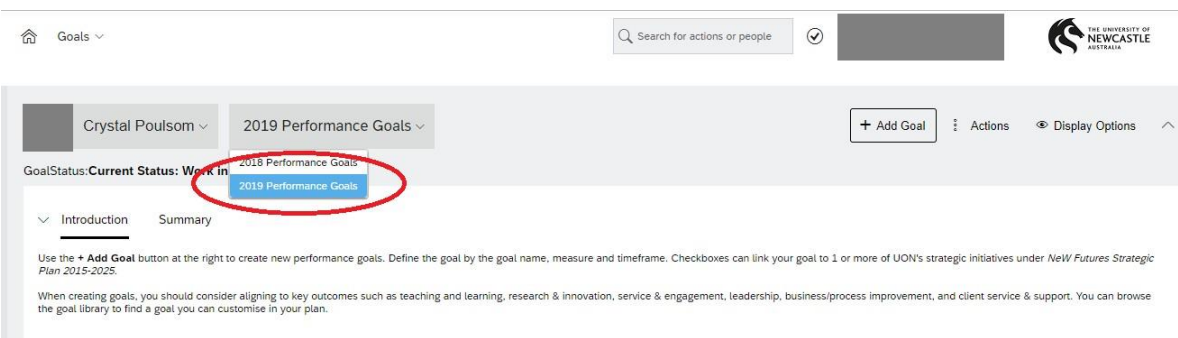 Goals
Search for actions or people
THE UNIVERSITY OF
NEWCASTLE
AUSTRALIA
Crystal Poulsom
2019 Performance Goals
+ Add Goal
Actions
Display Options
2018 Performance Goals
GoalStatus:Current Status: Work in
2019 Performance Goals
Introduction
Summary
Use the + Add Goal button at the right to create new performance goals. Define the goal by the goal name, measure and timeframe. Checkboxes can link your goal to 1 or more of UON's strategic initiatives under NeW Futures Strategic
Plan 2015-2025.
When creating goals, you should consider aligning to key outcomes such as teaching and learning, research & innovation, service & engagement, leadership, business/process improvement, and client service & support. You can browse
the goal library to find a goal you can customise in your plan.